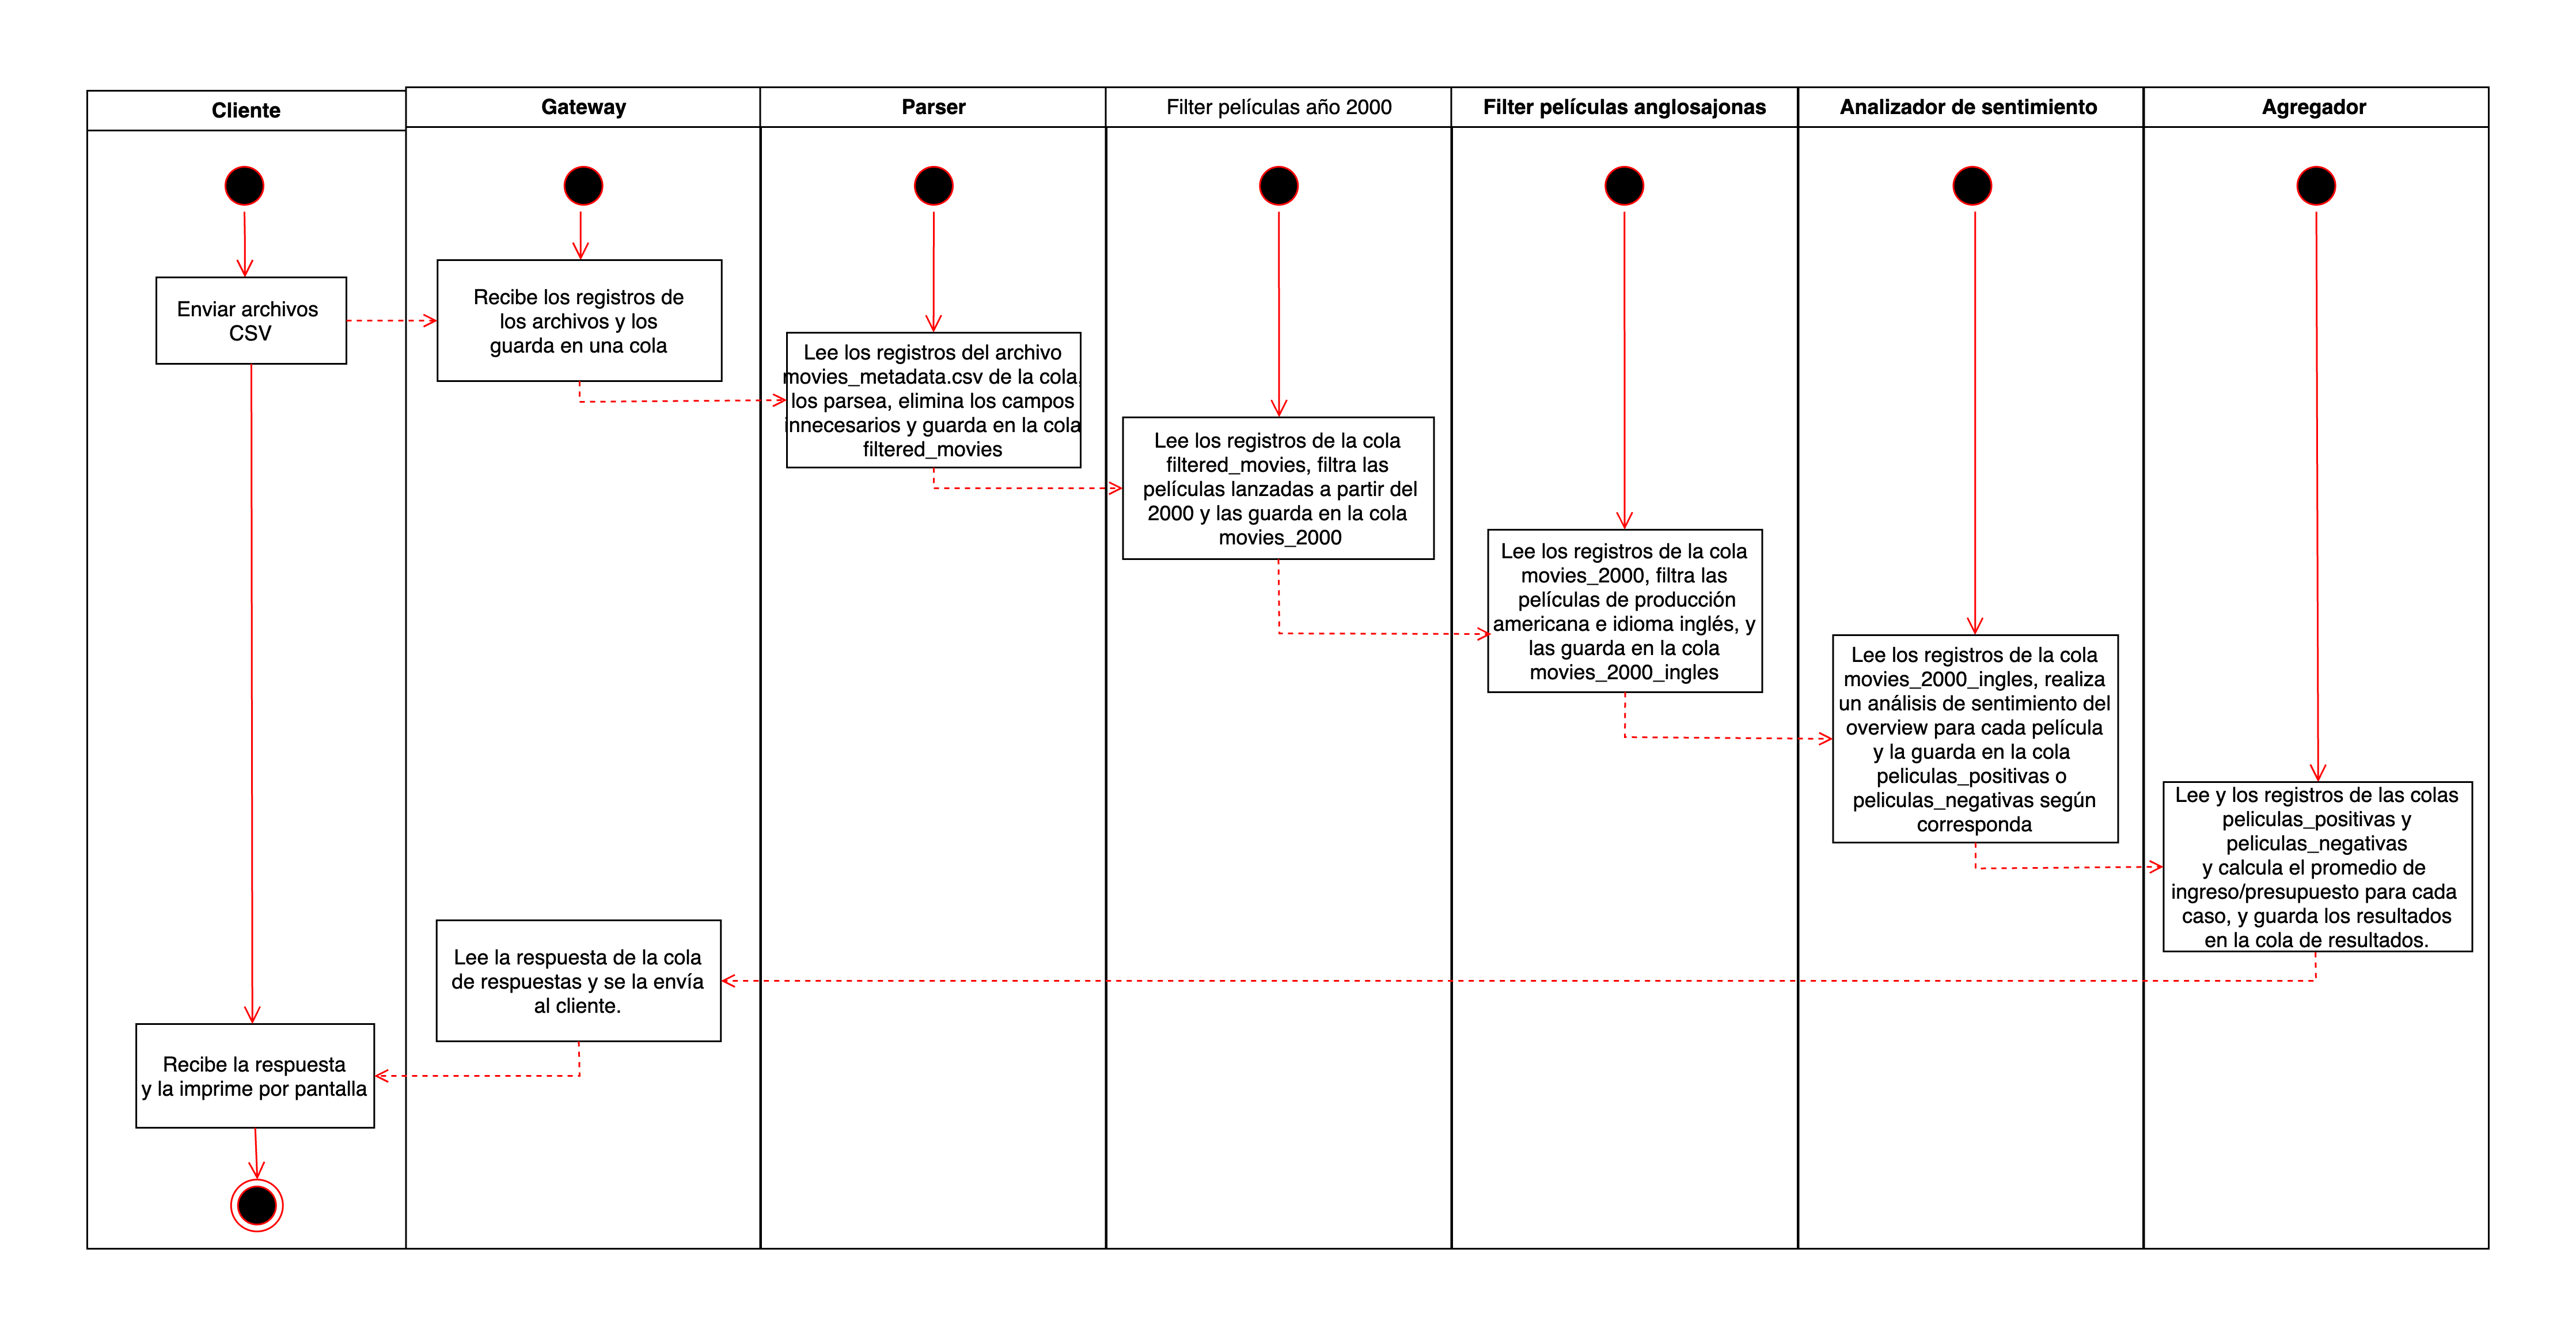 Cliente
Gateway
Parser
Filter películas año 2000
Filter películas anglosajonas
Analizador de sentimiento
Agregador
Enviar archivos
CSV
Recibe los registros de
los archivos y los
guarda en una cola
Lee los registros del archivo
movies_metadata.csv de la cola,
los parsea, elimina los campos
innecesarios y guarda en la cola
filtered_movies
Lee los registros de la cola
filtered_movies, filtra las
películas lanzadas a partir del
2000 y las guarda en la cola
movies_2000
Lee los registros de la cola
movies_2000, filtra las
películas de producción
americana e idioma inglés, y
las guarda en la cola
movies_2000_ingles
Lee los registros de la cola
movies_2000_ingles, realiza
un análisis de sentimiento del
overview para cada película
y la guarda en la cola
peliculas_positivas o
peliculas_negativas según
corresponda
Lee y los registros de las colas
peliculas_positivas y
peliculas_negativas
y calcula el promedio de
ingreso/presupuesto para cada
caso, y guarda los resultados
en la cola de resultados.
Lee la respuesta de la cola
de respuestas y se la envía
al cliente.
Recibe la respuesta
y la imprime por pantalla